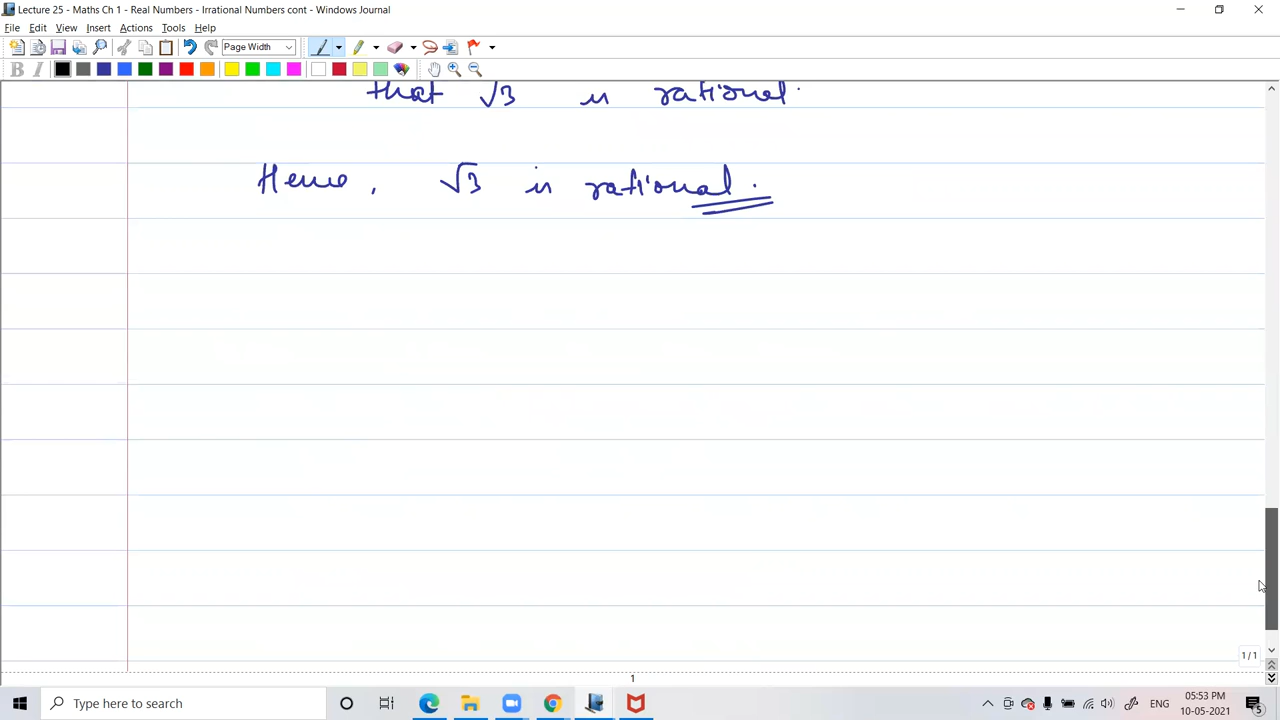 Lecture 25 - Maths Ch 1 - Real Numbers - Irrational Numbers cont - Windows Journal
File Edit View Insert Actions Tools Help
Page Width
B I
that √3 is rational.
Hence, √3 is rational.
1/1
1
Type here to search
ENG
05:53 PM
10-05-2021
5